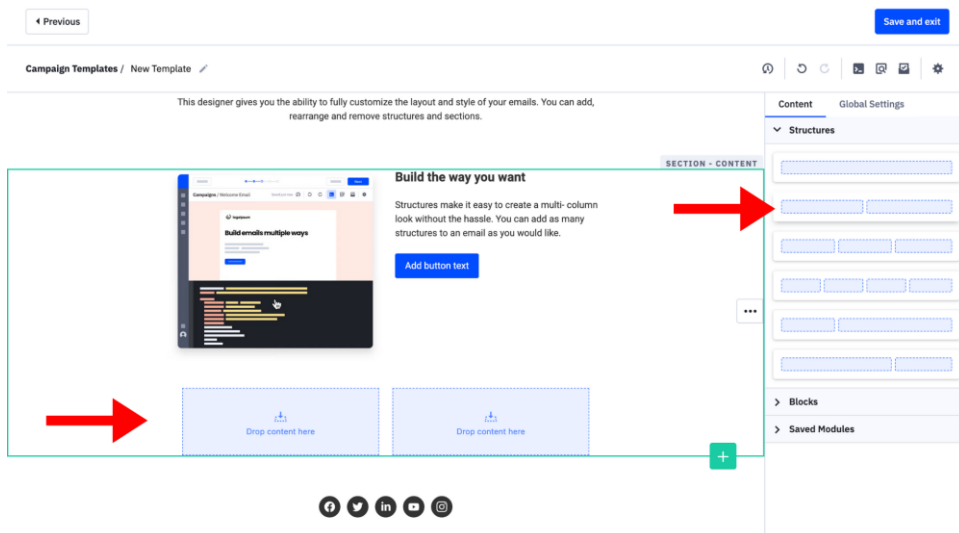 Previous
Save and exit
Campaign Templates / New Template
This designer gives you the ability to fully customize the layout and style of your emails. You can add,
rearrange and remove structures and sections.
Content Global Settings
Structures
SECTION - CONTENT
Campaigns / Welcome Email
logoipsum
Build emails multiple ways
Build the way you want
Structures make it easy to create a multi- column
look without the hassle. You can add as many
structures to an email as you would like.
Add button text
Drop content here
Drop content here
Blocks
Saved Modules